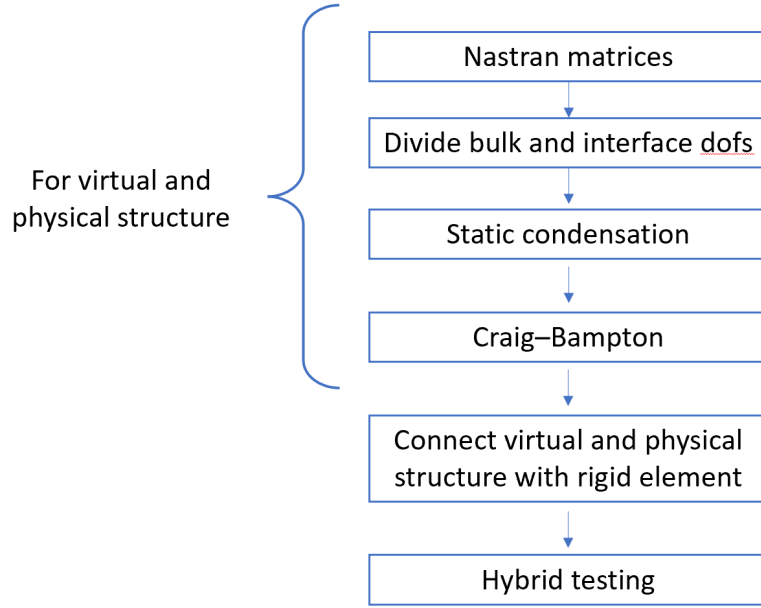 Nastran matrices
Divide bulk and interface dofs
For virtual and
physical structure
Static condensation
Craig–Bampton
Connect virtual and physical
structure with rigid element
Hybrid testing